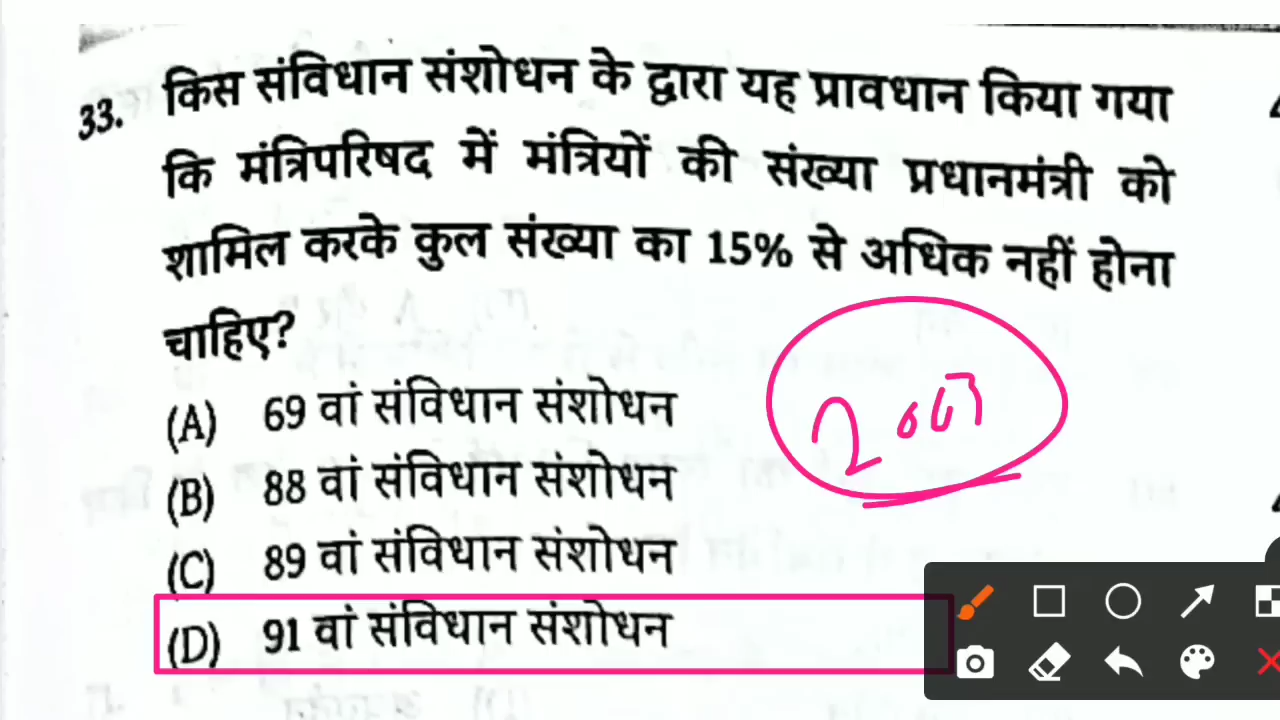 33. किस संविधान संशोधन के द्वारा यह प्रावधान किया गया
कि मंत्रिपरिषद में मंत्रियों की संख्या प्रधानमंत्री को
शामिल करके कुल संख्या का 15% से अधिक नहीं होना
चाहिए?
(A) 69 वां संविधान संशोधन
(B) 88 वां संविधान संशोधन
(C) 89 वां संविधान संशोधन
(D) 91 वां संविधान संशोधन